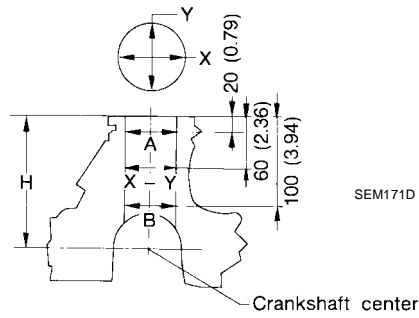 Y
X
20 (0.79)
60 (2.36)
100 (3.94)
A
H
X – Y
B
SEM171D
Crankshaft center